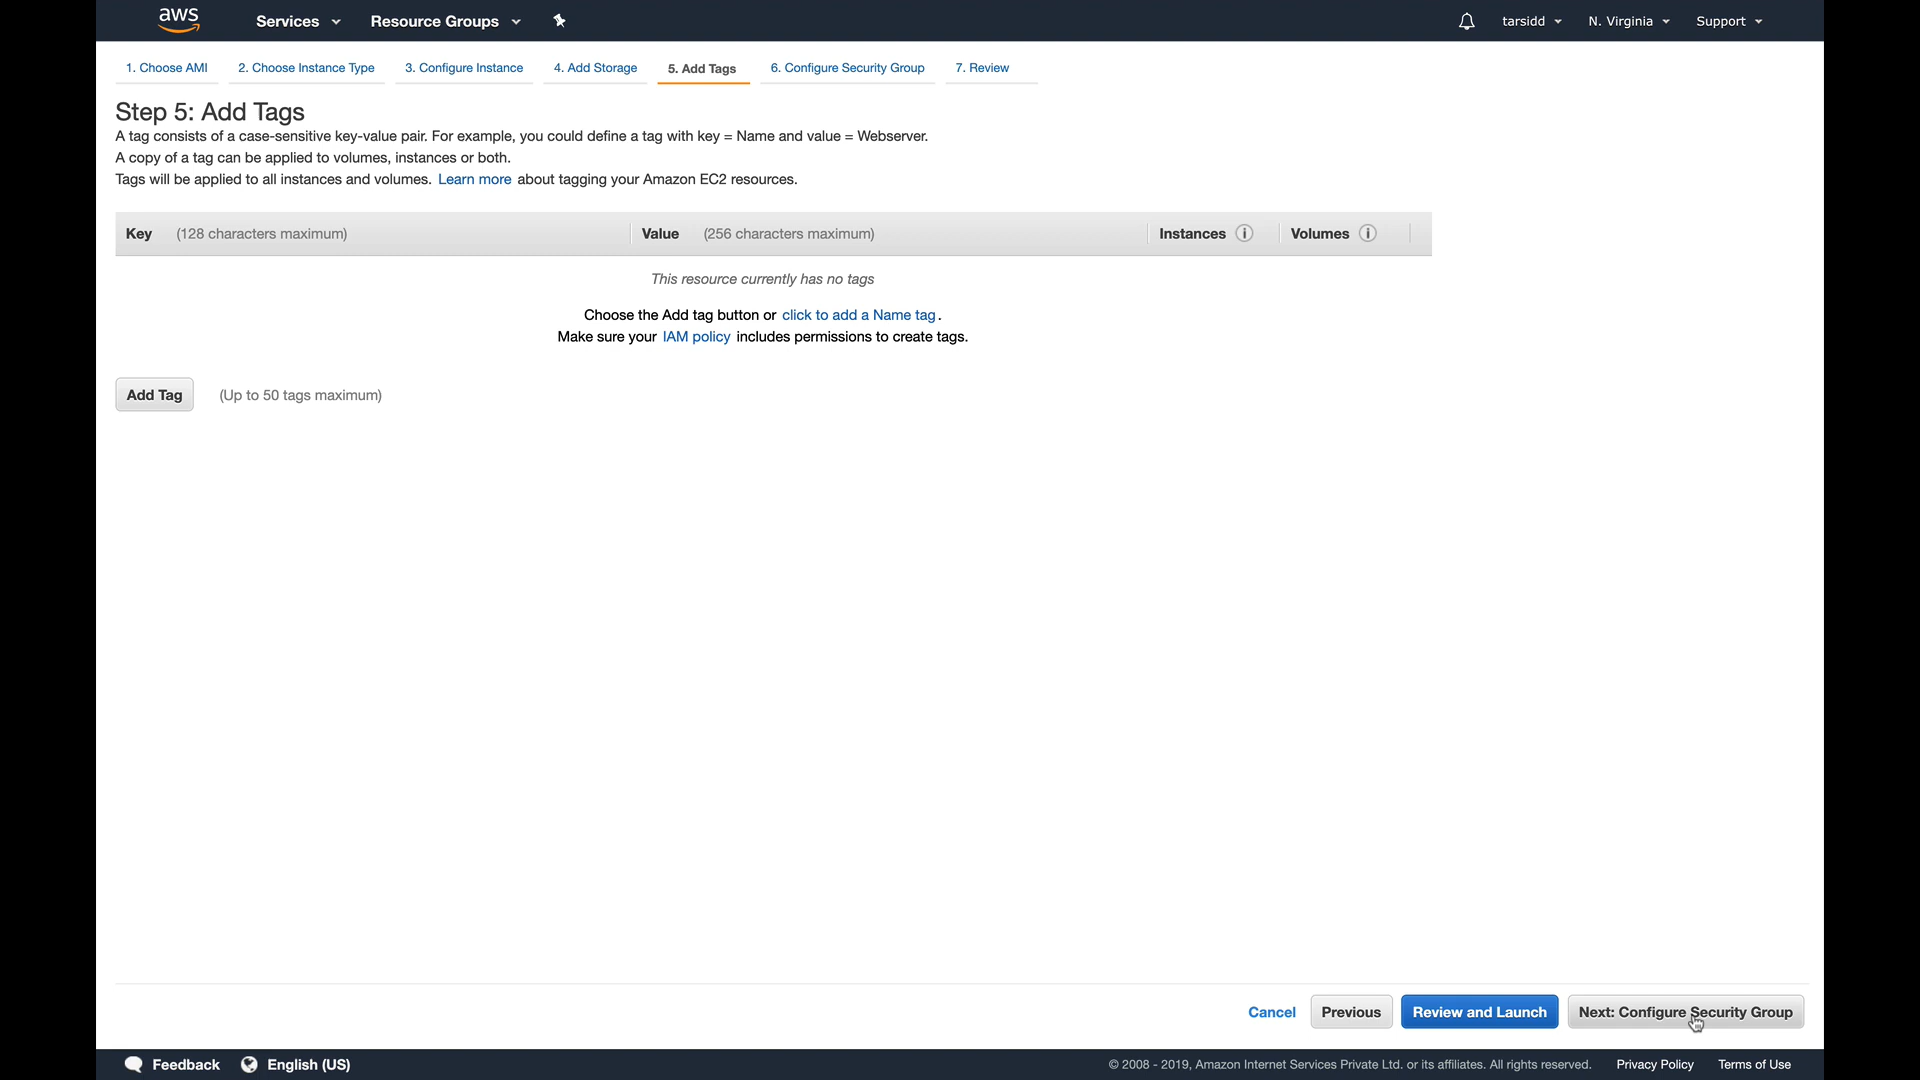 aws Services Resource Groups tarsidd N. Virginia Support
1. Choose AMI 2. Choose Instance Type 3. Configure Instance 4. Add Storage 5. Add Tags 6. Configure Security Group 7. Review
Step 5: Add Tags
A tag consists of a case-sensitive key-value pair. For example, you could define a tag with key = Name and value = Webserver.
A copy of a tag can be applied to volumes, instances or both.
Tags will be applied to all instances and volumes. Learn more about tagging your Amazon EC2 resources.
Key (128 characters maximum) Value (256 characters maximum) Instances i Volumes i
This resource currently has no tags
Choose the Add tag button or click to add a Name tag.
Make sure your IAM policy includes permissions to create tags.
Add Tag (Up to 50 tags maximum)
Cancel Previous Review and Launch Next: Configure Security Group
Feedback English (US) © 2008 - 2019, Amazon Internet Services Private Ltd. or its affiliates. All rights reserved. Privacy Policy Terms of Use